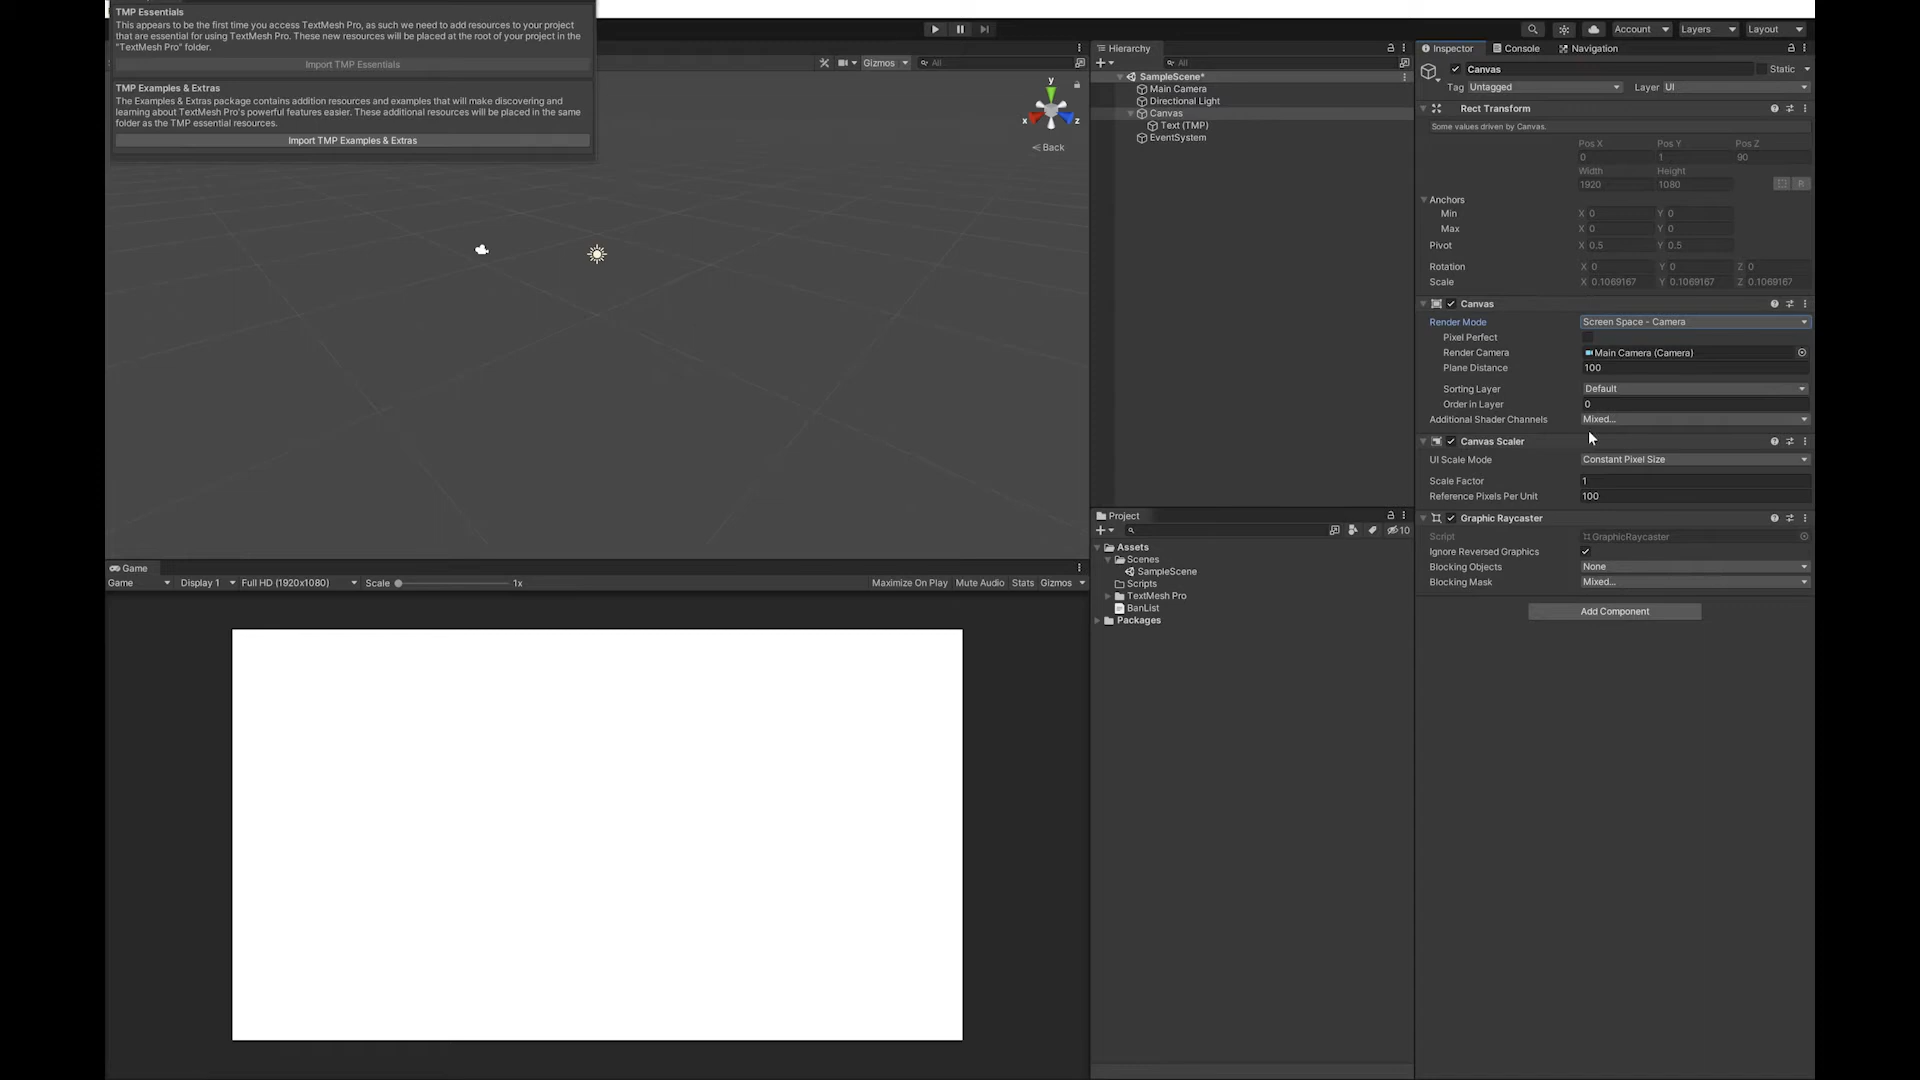 TMP Essentials
This appears to be the first time you access TextMesh Pro, as such we need to add resources to your project
that are essential for using TextMesh Pro. These new resources will be placed at the root of your project in the
"TextMesh Pro" folder.
Import TMP Essentials
TMP Examples & Extras
The Examples & Extras package contains addition resources and examples that will make discovering and
learning about TextMesh Pro's powerful features easier. These additional resources will be placed in the same
folder as the TMP essential resources.
Import TMP Examples & Extras
Account Layers Layout
Gizmos All
y
x z
Back
Hierarchy
All
SampleScene*
Main Camera
Directional Light
Canvas
Text (TMP)
EventSystem
Project
10
Assets
Scenes
SampleScene
Scripts
TextMesh Pro
BanList
Packages
Game
Game Display 1 Full HD (1920x1080) Scale 1x Maximize On Play Mute Audio Stats Gizmos
Inspector Console Navigation
Canvas Static
Tag Untagged Layer UI
Rect Transform
Some values driven by Canvas.
Pos X Pos Y Pos Z
0 1 90
Width Height
1920 1080 R
Anchors
Min X 0 Y 0
Max X 0 Y 0
Pivot X 0.5 Y 0.5
Rotation X 0 Y 0 Z 0
Scale X 0.1069167 Y 0.1069167 Z 0.1069167
Canvas
Render Mode Screen Space - Camera
Pixel Perfect
Render Camera Main Camera (Camera)
Plane Distance 100
Sorting Layer Default
Order in Layer 0
Additional Shader Channels Mixed...
Canvas Scaler
UI Scale Mode Constant Pixel Size
Scale Factor 1
Reference Pixels Per Unit 100
Graphic Raycaster
Script GraphicRaycaster
Ignore Reversed Graphics
Blocking Objects None
Blocking Mask Mixed...
Add Component